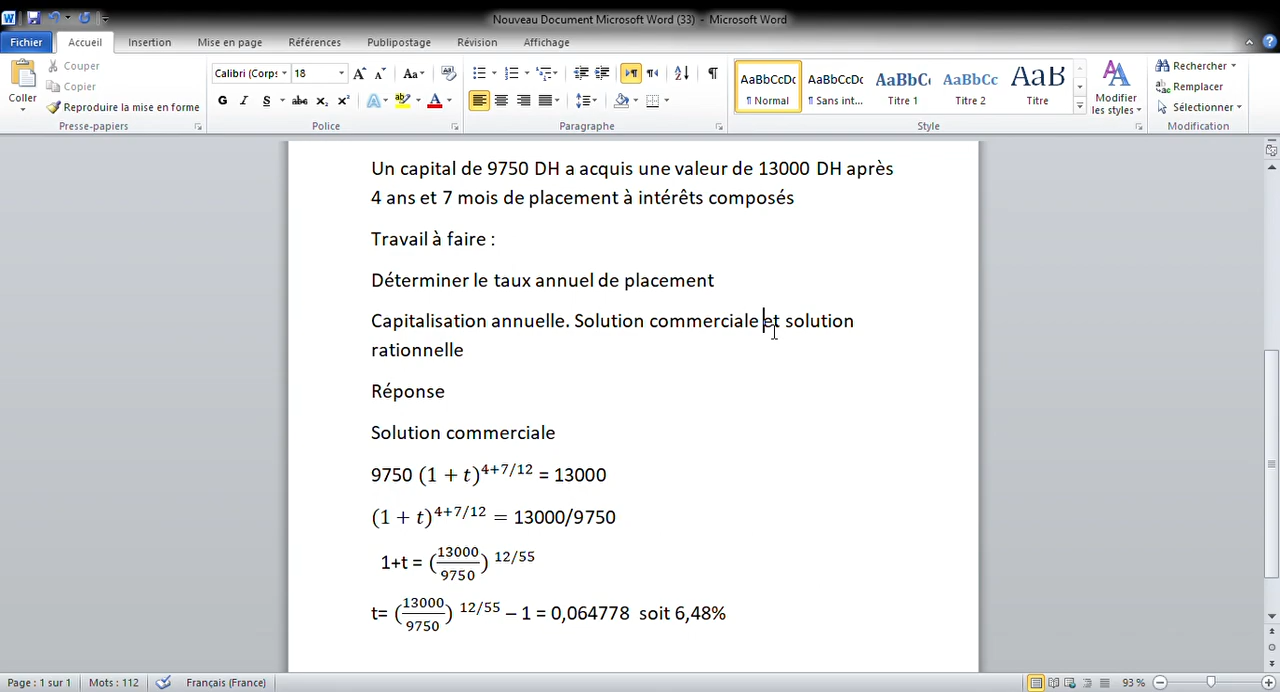 Nouveau Document Microsoft Word (33) - Microsoft Word
Fichier Accueil Insertion Mise en page Références Publipostage Révision Affichage
Coller
Couper
Copier
Reproduire la mise en forme
Presse-papiers
Calibri (Corps 18
G I S abc x₂ x²
Police
Paragraphe
AaBbCcDc AaBbCcDc AaBbC AaBbCc AaB
¶ Normal ¶ Sans int... Titre 1 Titre 2 Titre
Style
Modifier
les styles
Rechercher
Remplacer
Sélectionner
Modification
Un capital de 9750 DH a acquis une valeur de 13000 DH après
4 ans et 7 mois de placement à intérêts composés
Travail à faire :
Déterminer le taux annuel de placement
Capitalisation annuelle. Solution commerciale et solution
rationnelle
Réponse
Solution commerciale
9750 (1 + t)^{4+7/12} = 13000
(1 + t)^{4+7/12} = 13000/9750
1+t = (13000/9750) ^{12/55}
t= (13000/9750) ^{12/55} – 1 = 0,064778 soit 6,48%
Page : 1 sur 1 Mots : 112 Français (France) 93 %